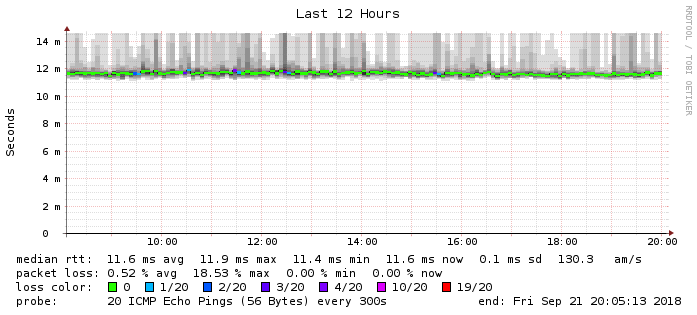 Last 12 Hours
RRDTOOL / TOBI OETIKER
Seconds
14 m
12 m
10 m
8 m
6 m
4 m
2 m
0
10:00 12:00 14:00 16:00 18:00 20:00
median rtt: 11.6 ms avg 11.9 ms max 11.4 ms min 11.6 ms now 0.1 ms sd 130.3 am/s
packet loss: 0.52 % avg 18.53 % max 0.00 % min 0.00 % now
loss color: 0 1/20 2/20 3/20 4/20 10/20 19/20
probe: 20 ICMP Echo Pings (56 Bytes) every 300s end: Fri Sep 21 20:05:13 2018